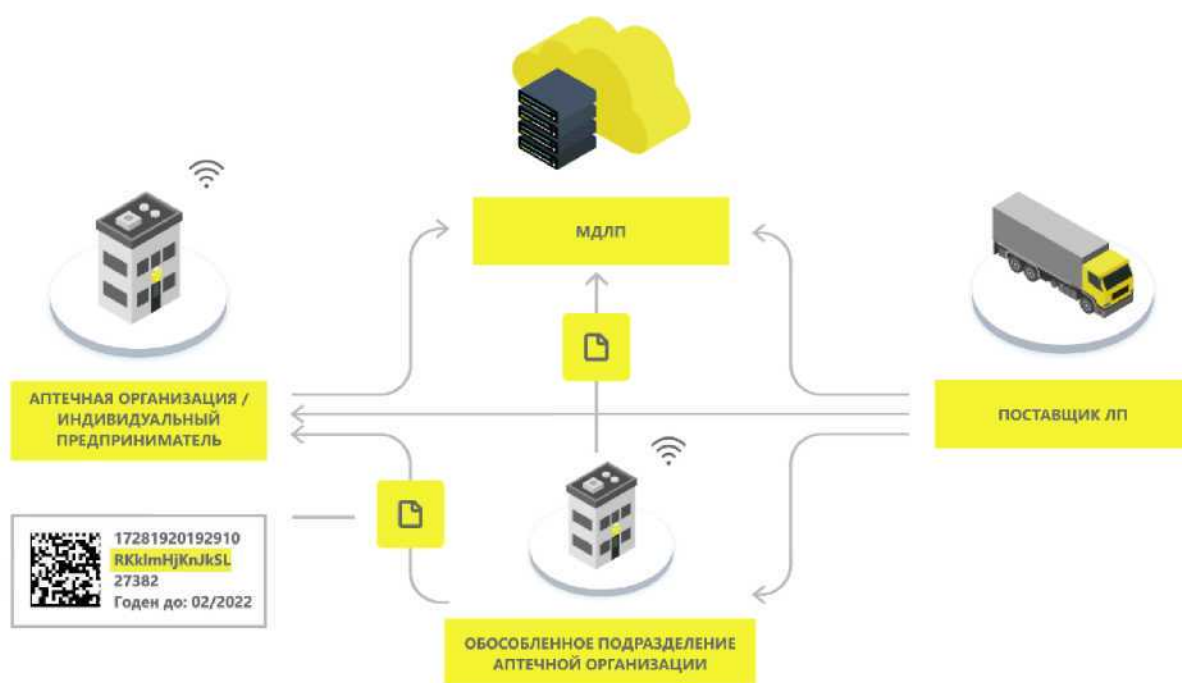 МДЛП
АПТЕЧНАЯ ОРГАНИЗАЦИЯ /
ИНДИВИДУАЛЬНЫЙ
ПРЕДПРИНИМАТЕЛЬ
ПОСТАВЩИК ЛП
17281920192910
RKklmHjKnJkSL
27382
Годен до: 02/2022
ОБОСОБЛЕННОЕ ПОДРАЗДЕЛЕНИЕ
АПТЕЧНОЙ ОРГАНИЗАЦИИ